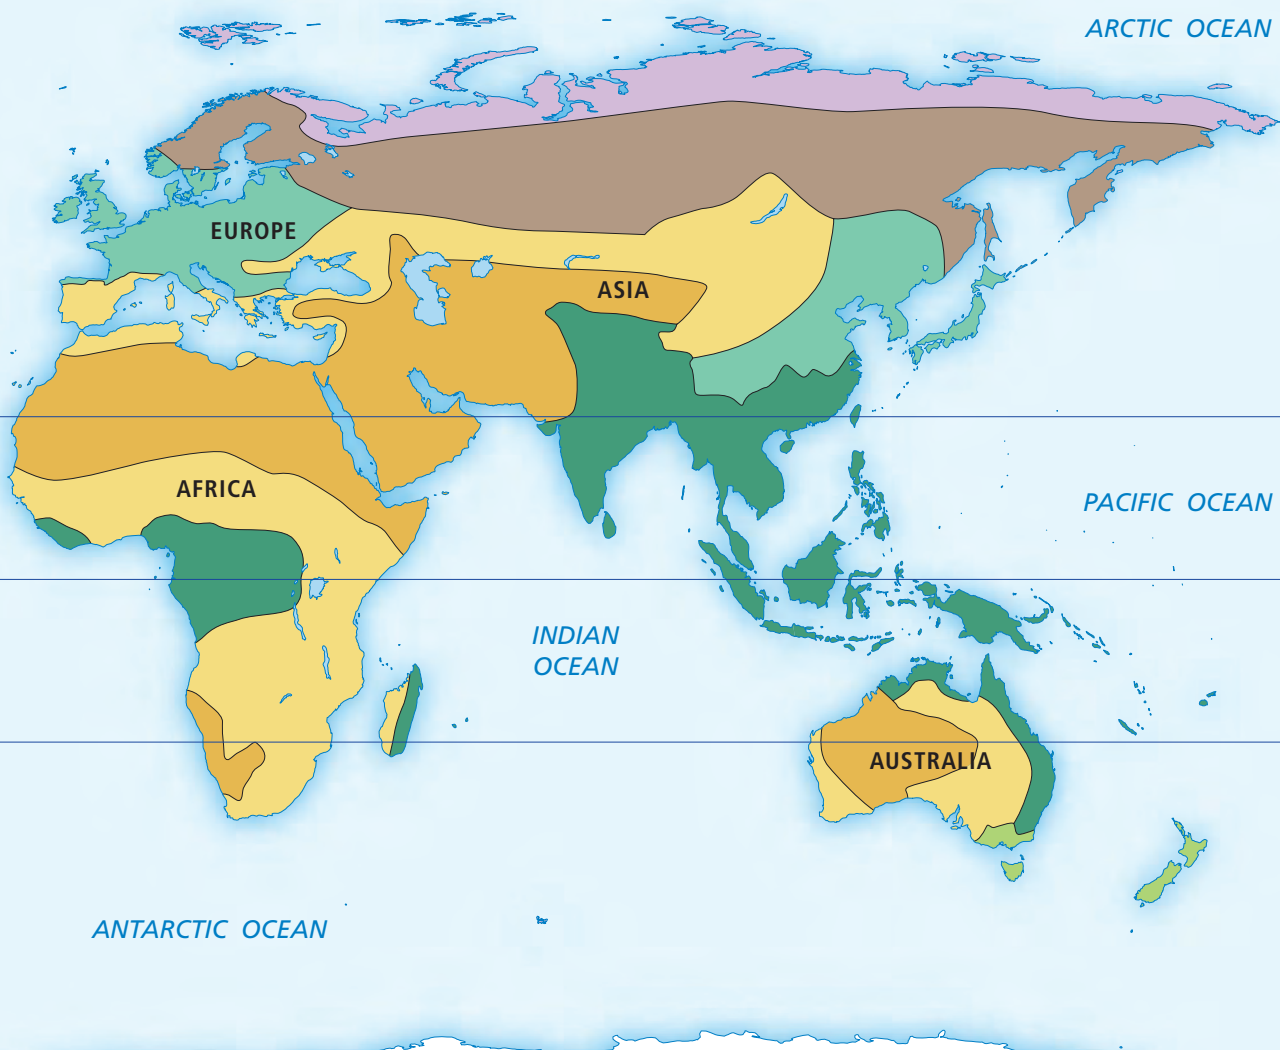 ARCTIC OCEAN
EUROPE
ASIA
AFRICA
PACIFIC OCEAN
INDIAN
OCEAN
AUSTRALIA
ANTARCTIC OCEAN